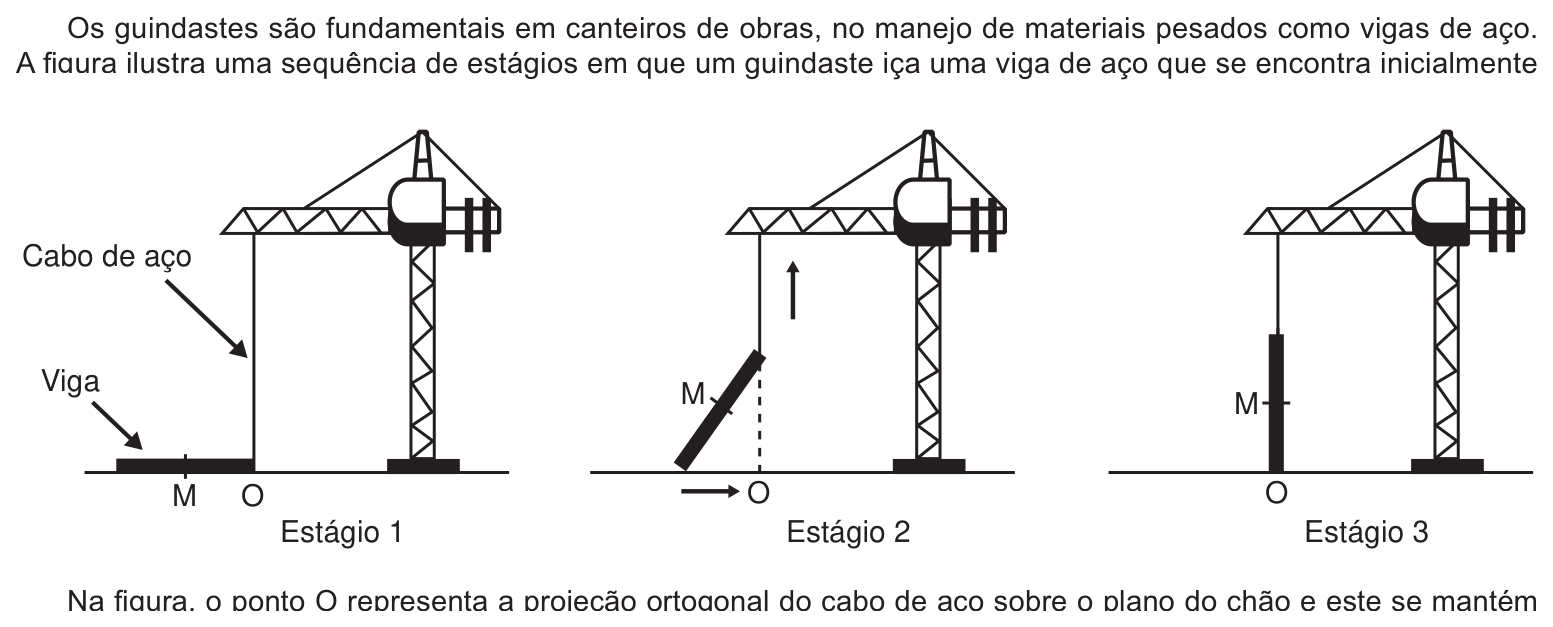 Os guindastes são fundamentais em canteiros de obras, no manejo de materiais pesados como vigas de aço.
A figura ilustra uma sequência de estágios em que um guindaste iça uma viga de aço que se encontra inicialmente
Cabo de aço
Viga
M O
Estágio 1
M
O
Estágio 2
M
O
Estágio 3
Na figura, o ponto O representa a projeção ortogonal do cabo de aço sobre o plano do chão e este se mantém